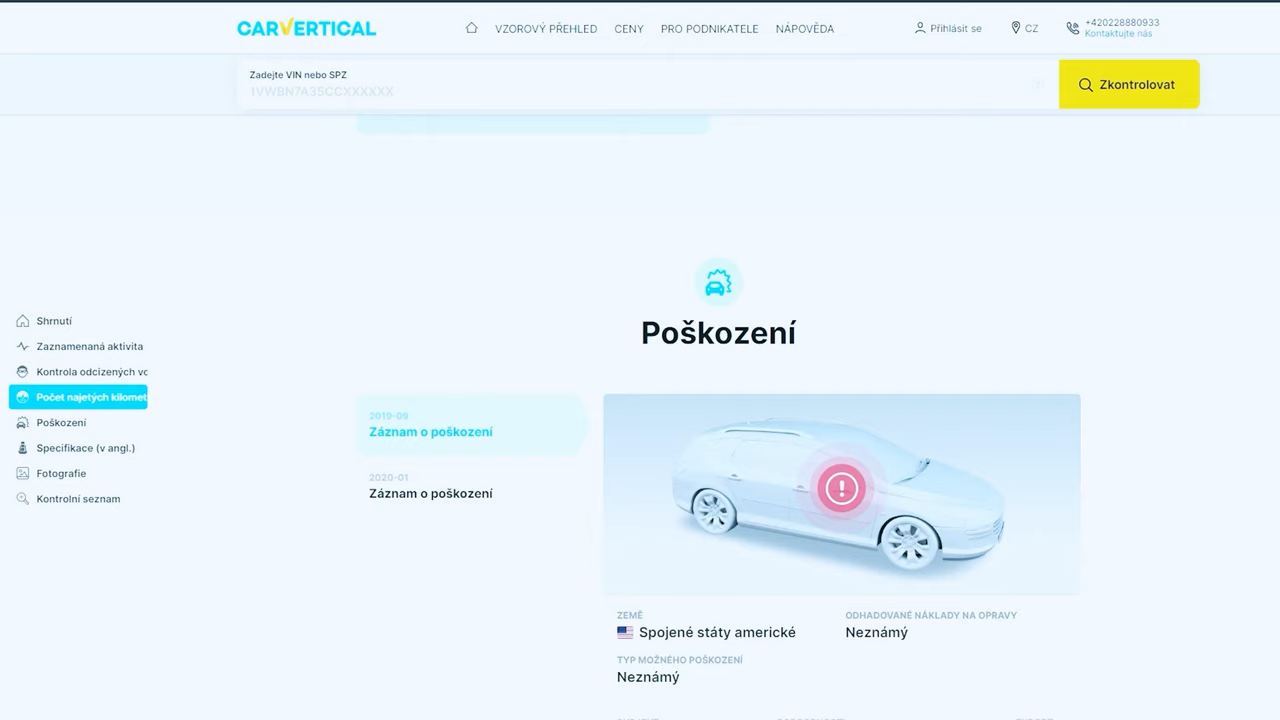 CARVERTICAL
VZOROVÝ PŘEHLED
CENY
PRO PODNIKATELE
NÁPOVĚDA
Přihlásit se
CZ
+420228880933
Kontaktujte nás
Zadejte VIN nebo SPZ
1VWBN7A35CCXXXXXX
Zkontrolovat
Shrnutí
Zaznamenaná aktivita
Kontrola odcizených vo
Počet najetých kilomet
Poškození
Specifikace (v angl.)
Fotografie
Kontrolní seznam
Poškození
2019-09
Záznam o poškození
2020-01
Záznam o poškození
ZEMĚ
Spojené státy americké
ODHADOVANÉ NÁKLADY NA OPRAVY
Neznámý
TYP MOŽNÉHO POŠKOZENÍ
Neznámý